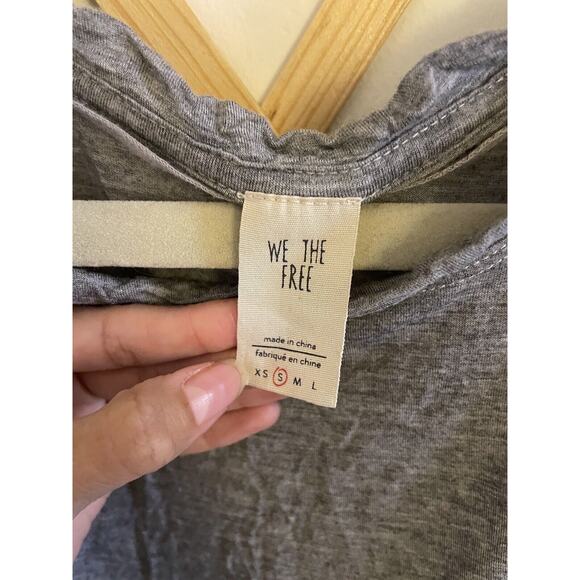 WE THE
FREE
made in china
fabriqué en chine
XS S M L